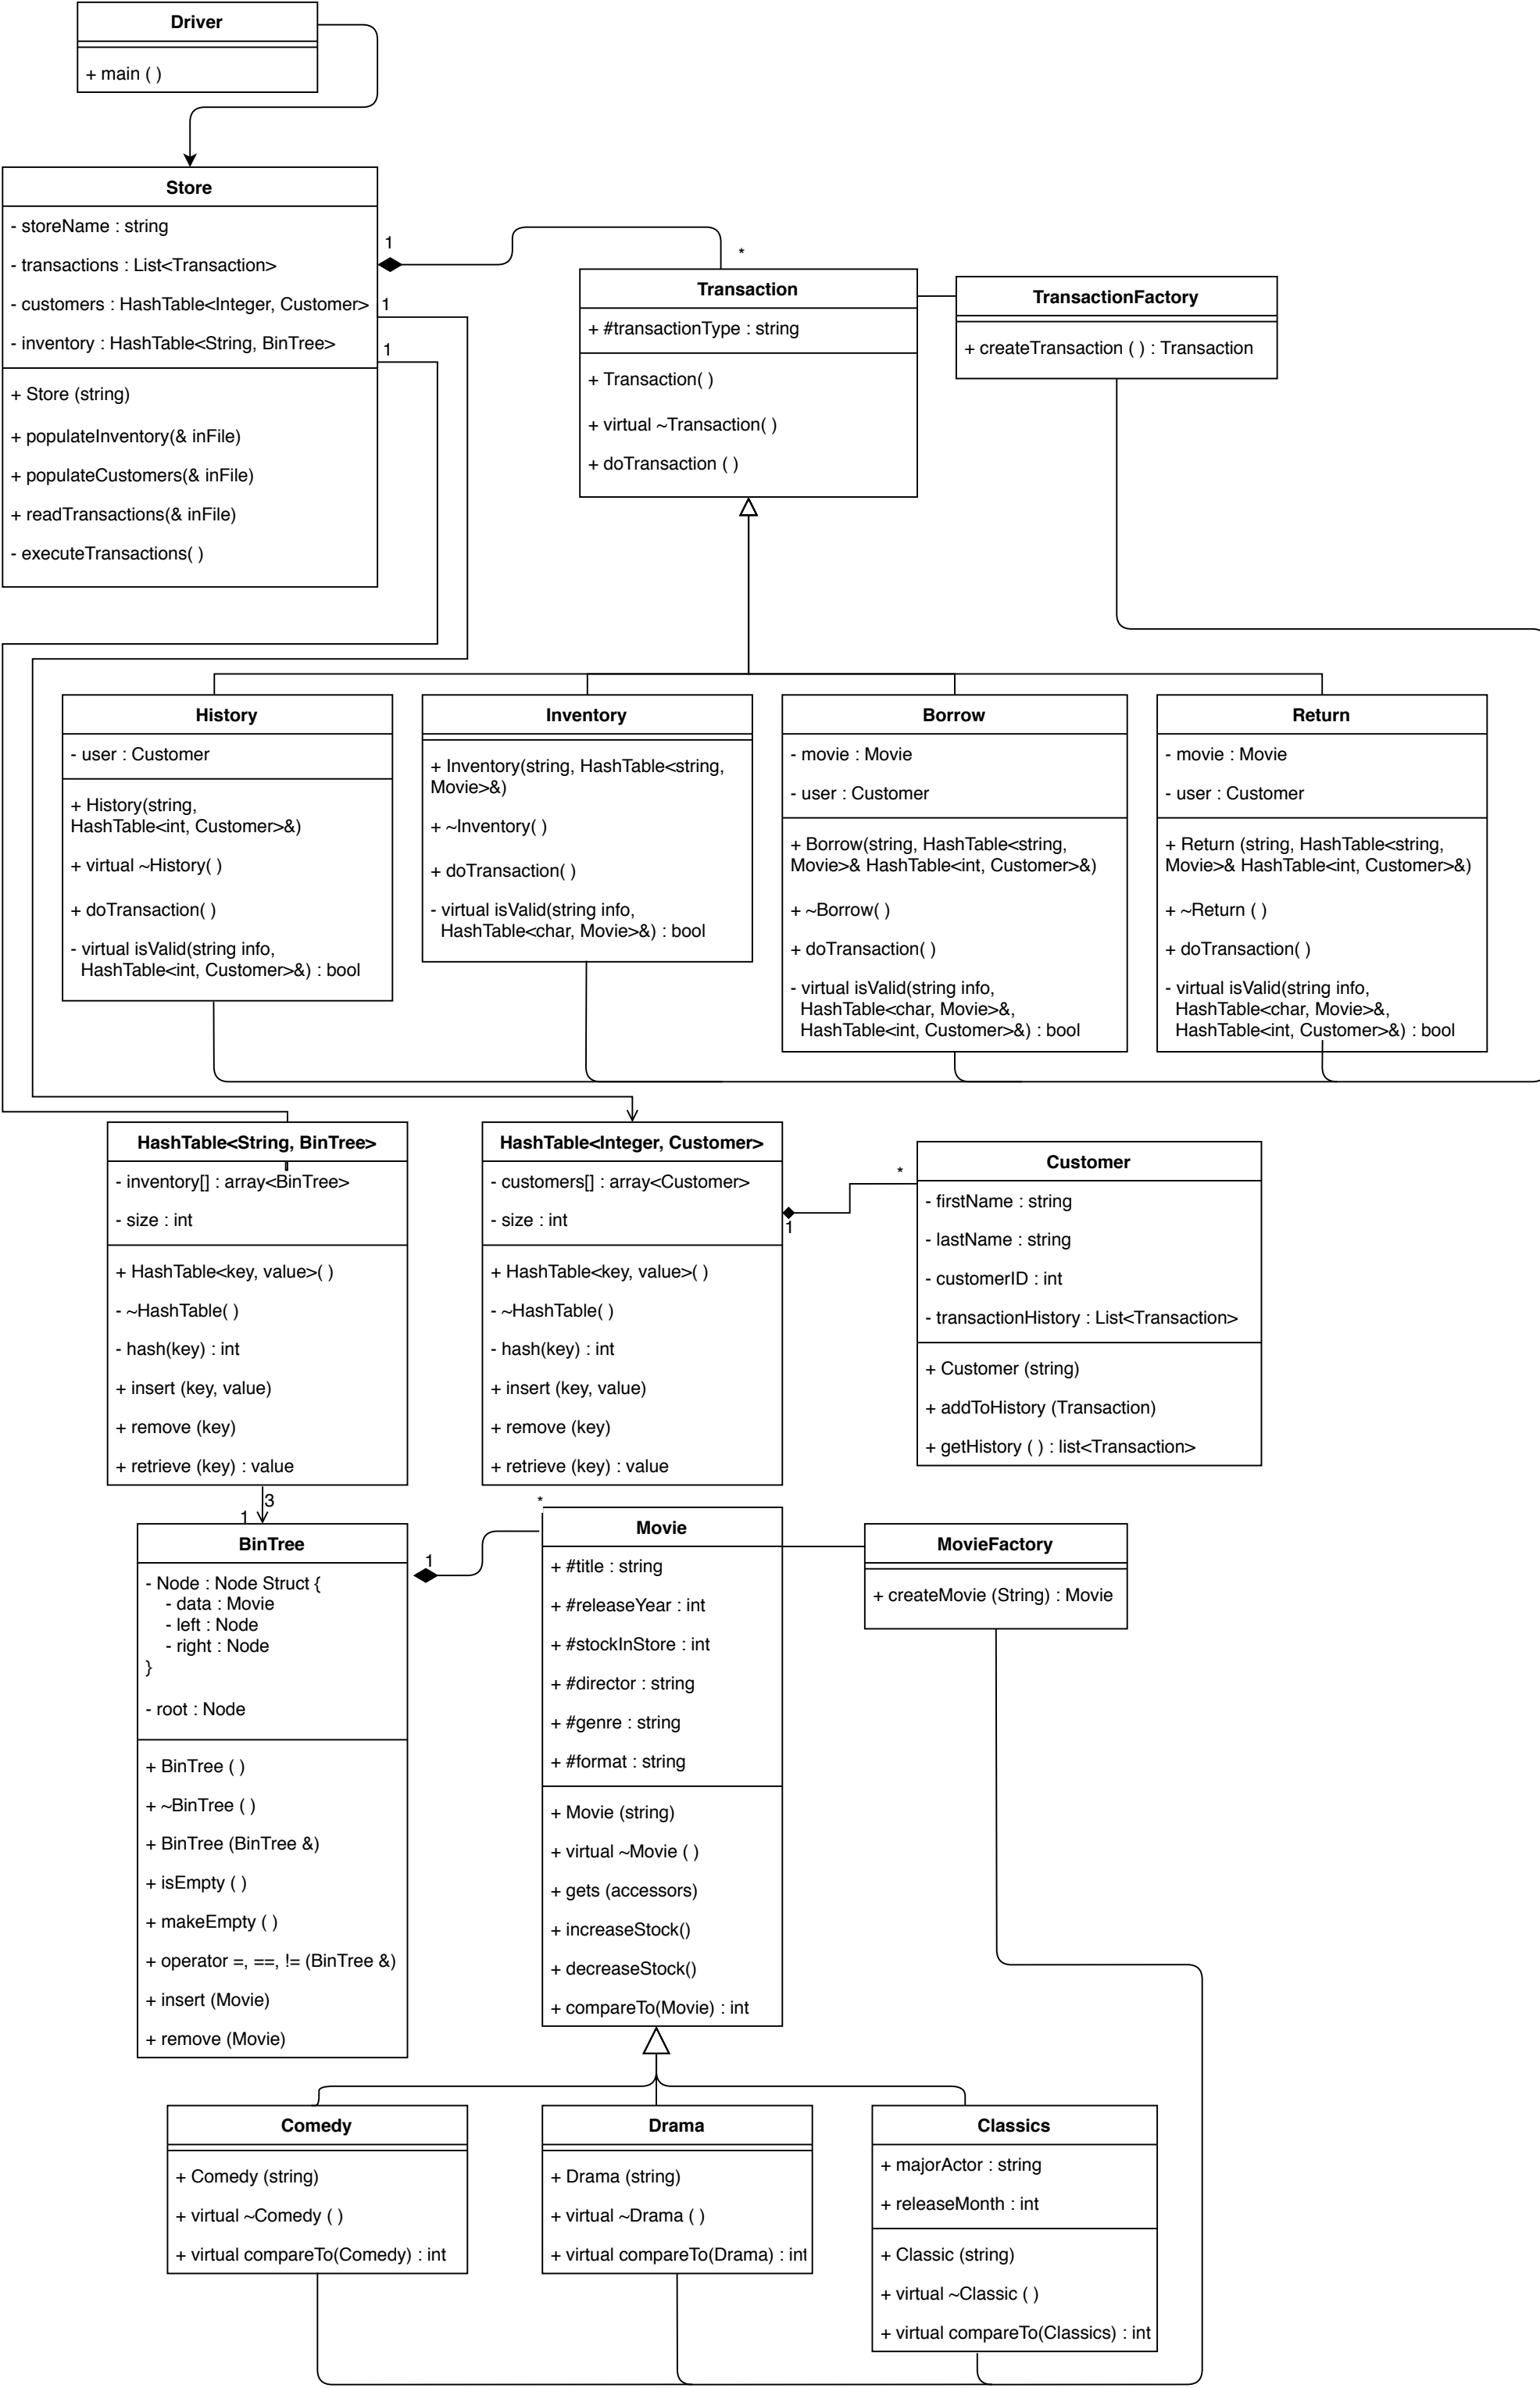 Driver
+ main ( )
Store
- storeName : string
- transactions : List<Transaction>
- customers : HashTable<Integer, Customer>
- inventory : HashTable<String, BinTree>
+ Store (string)
+ populateInventory(& inFile)
+ populateCustomers(& inFile)
+ readTransactions(& inFile)
- executeTransactions( )
1
1
1
*
Transaction
+ #transactionType : string
+ Transaction( )
+ virtual ~Transaction( )
+ doTransaction ( )
TransactionFactory
+ createTransaction ( ) : Transaction
History
- user : Customer
+ History(string,
HashTable<int, Customer>&)
+ virtual ~History( )
+ doTransaction( )
- virtual isValid(string info,
HashTable<int, Customer>&) : bool
Inventory
+ Inventory(string, HashTable<string,
Movie>&)
+ ~Inventory( )
+ doTransaction( )
- virtual isValid(string info,
HashTable<char, Movie>&) : bool
Borrow
- movie : Movie
- user : Customer
+ Borrow(string, HashTable<string,
Movie>& HashTable<int, Customer>&)
+ ~Borrow( )
+ doTransaction( )
- virtual isValid(string info,
HashTable<char, Movie>&,
HashTable<int, Customer>&) : bool
Return
- movie : Movie
- user : Customer
+ Return (string, HashTable<string,
Movie>& HashTable<int, Customer>&)
+ ~Return ( )
+ doTransaction( )
- virtual isValid(string info,
HashTable<char, Movie>&,
HashTable<int, Customer>&) : bool
HashTable<String, BinTree>
- inventory[] : array<BinTree>
- size : int
+ HashTable<key, value>( )
- ~HashTable( )
- hash(key) : int
+ insert (key, value)
+ remove (key)
+ retrieve (key) : value
HashTable<Integer, Customer>
- customers[] : array<Customer>
- size : int
+ HashTable<key, value>( )
- ~HashTable( )
- hash(key) : int
+ insert (key, value)
+ remove (key)
+ retrieve (key) : value
1
*
Customer
- firstName : string
- lastName : string
- customerID : int
- transactionHistory : List<Transaction>
+ Customer (string)
+ addToHistory (Transaction)
+ getHistory ( ) : list<Transaction>
3
1
BinTree
- Node : Node Struct {
- data : Movie
- left : Node
- right : Node
}
- root : Node
+ BinTree ( )
+ ~BinTree ( )
+ BinTree (BinTree &)
+ isEmpty ( )
+ makeEmpty ( )
+ operator =, ==, != (BinTree &)
+ insert (Movie)
+ remove (Movie)
1
*
Movie
+ #title : string
+ #releaseYear : int
+ #stockInStore : int
+ #director : string
+ #genre : string
+ #format : string
+ Movie (string)
+ virtual ~Movie ( )
+ gets (accessors)
+ increaseStock()
+ decreaseStock()
+ compareTo(Movie) : int
MovieFactory
+ createMovie (String) : Movie
Comedy
+ Comedy (string)
+ virtual ~Comedy ( )
+ virtual compareTo(Comedy) : int
Drama
+ Drama (string)
+ virtual ~Drama ( )
+ virtual compareTo(Drama) : int
Classics
+ majorActor : string
+ releaseMonth : int
+ Classic (string)
+ virtual ~Classic ( )
+ virtual compareTo(Classics) : int